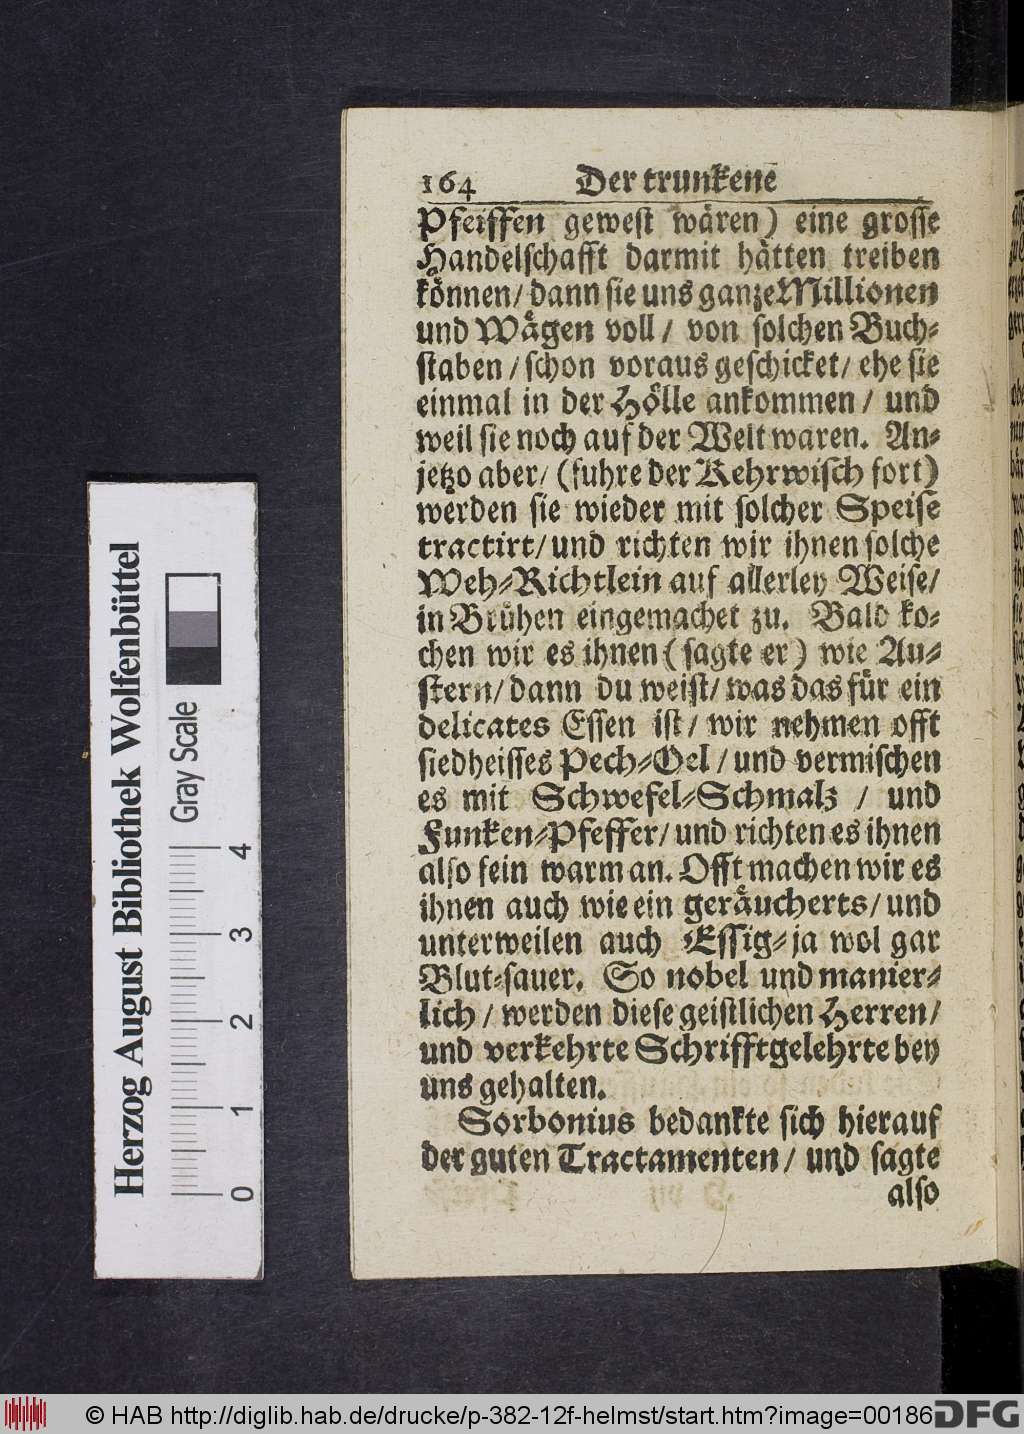 164 Der trunkene
Pfeiffen gewest wären) eine grosse
Handelschafft darmit hätten treiben
können/ dann sie uns ganze Millionen
und Wägen voll / von solchen Buch-
staben / schon voraus geschicket/ ehe sie
einmal in der Hölle ankommen / und
weil sie noch auf der Welt waren. An-
jetzo aber/ (fuhre der Kehrwisch fort)
werden sie wieder mit solcher Speise
tractirt/ und richten wir ihnen solche
Weh-Richtlein auf allerley Weise/
in Brühen eingemachet zu. Bald ko-
chen wir es ihnen ( sagte er ) wie Au-
stern/ dann du weist/ was das für ein
delicates Essen ist / wir nehmen offt
siedheisses Pech-Oel / und vermischen
es mit Schwefel-Schmalz / und
Funken-Pfeffer/ und richten es ihnen
also fein warm an. Offt machen wir es
ihnen auch wie ein geräucherts/ und
unterweilen auch Essig- ja wol gar
Blut-sauer. So nobel und manier-
lich / werden diese geistlichen Herren/
und verkehrte Schrifftgelehrte bey
uns gehalten.
Sorbonius bedankte sich hierauf
der guten Tractamenten / und sagte
also
Herzog August Bibliothek Wolfenbüttel
Gray Scale
0 1 2 3 4
© HAB http://diglib.hab.de/drucke/p-382-12f-helmst/start.htm?image=00186
DFG